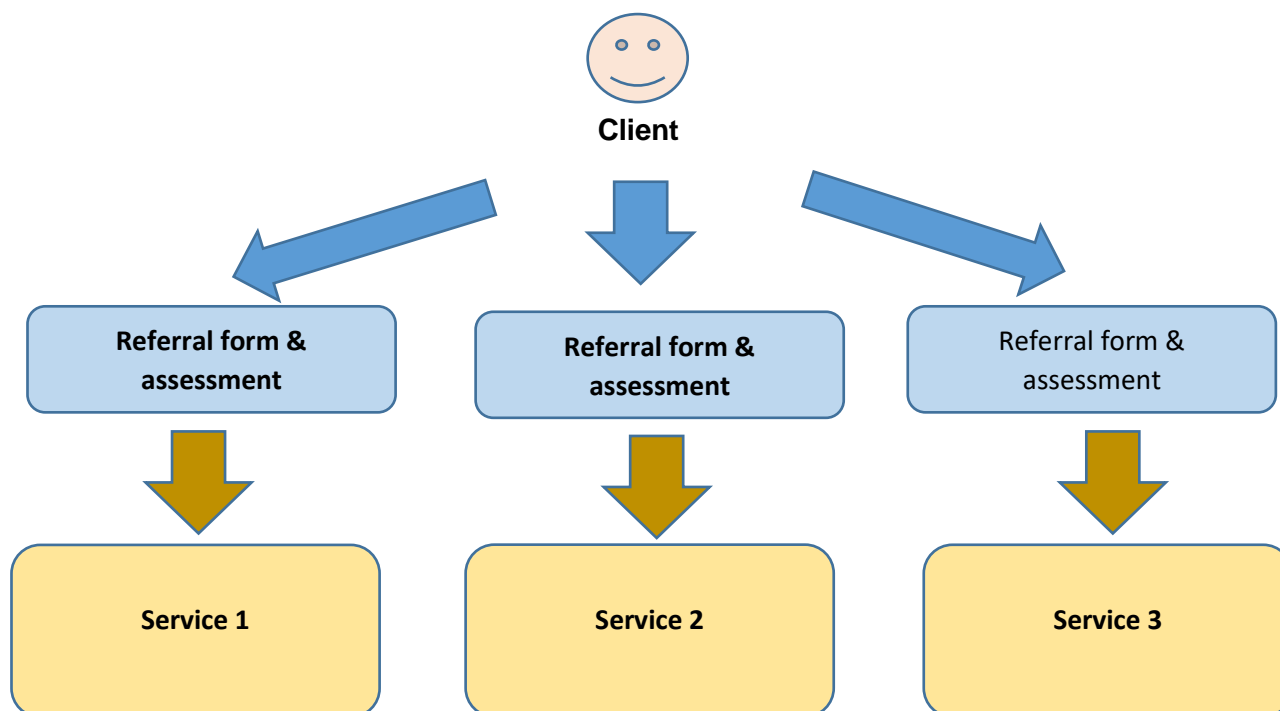 Client
Referral form &
assessment
Referral form &
assessment
Referral form &
assessment
Service 1
Service 2
Service 3